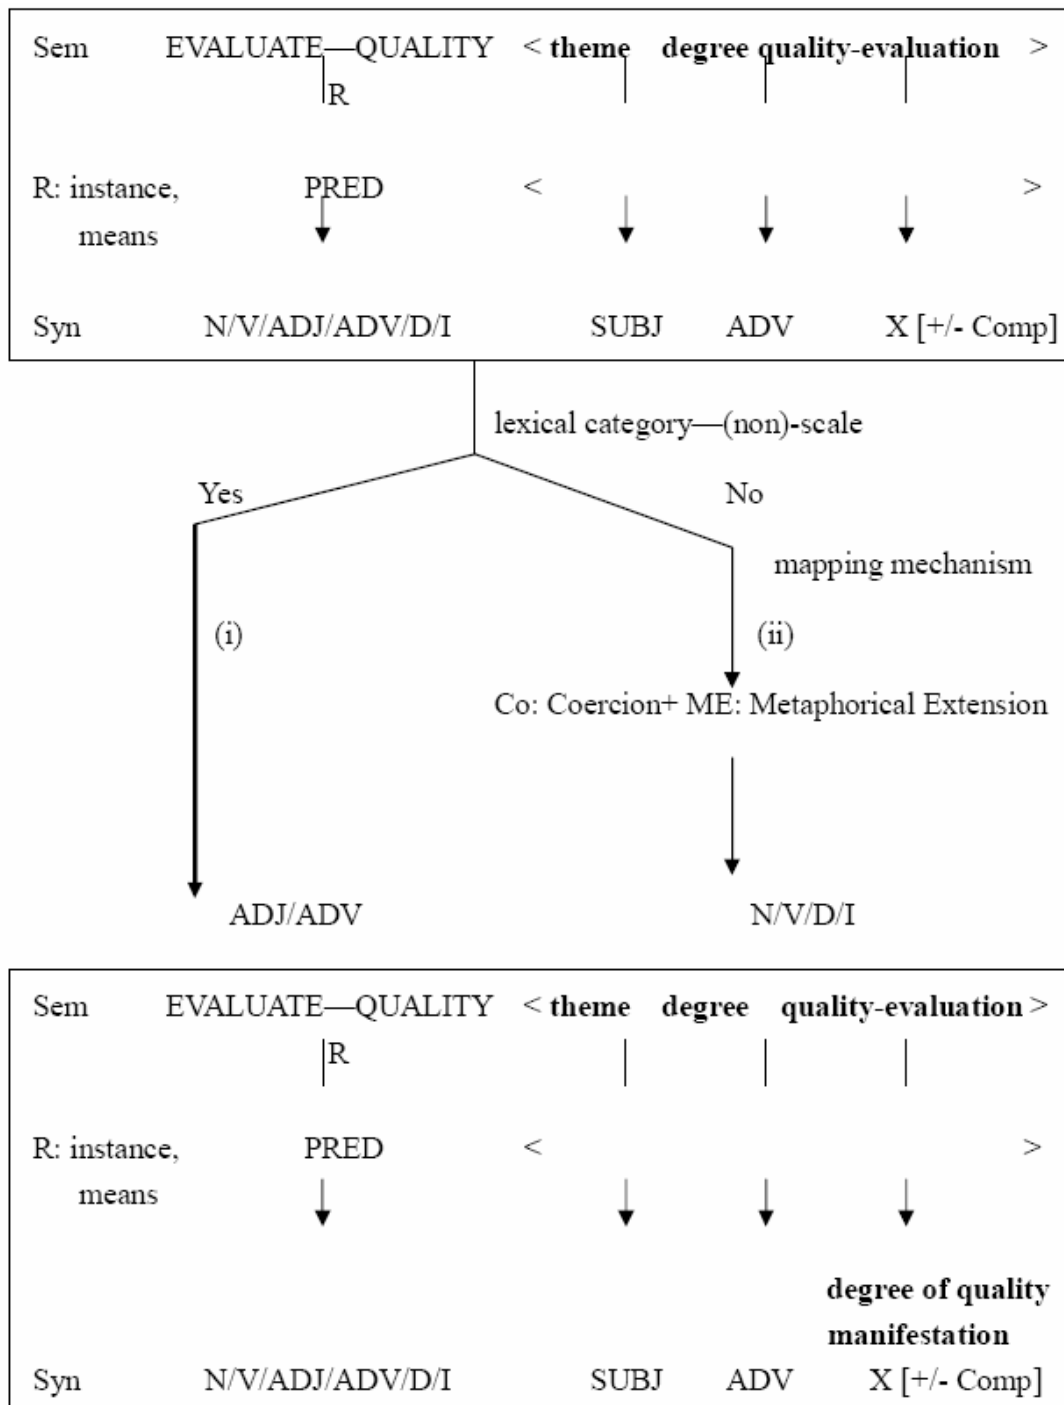 Sem EVALUATE—QUALITY < theme degree quality-evaluation >
R
R: instance, PRED < >
means
Syn N/V/ADJ/ADV/D/I SUBJ ADV X [+/- Comp]
lexical category—(non)-scale
Yes No
mapping mechanism
(i) (ii)
Co: Coercion+ ME: Metaphorical Extension
ADJ/ADV N/V/D/I
Sem EVALUATE—QUALITY < theme degree quality-evaluation >
R
R: instance, PRED < >
means
degree of quality
manifestation
Syn N/V/ADJ/ADV/D/I SUBJ ADV X [+/- Comp]